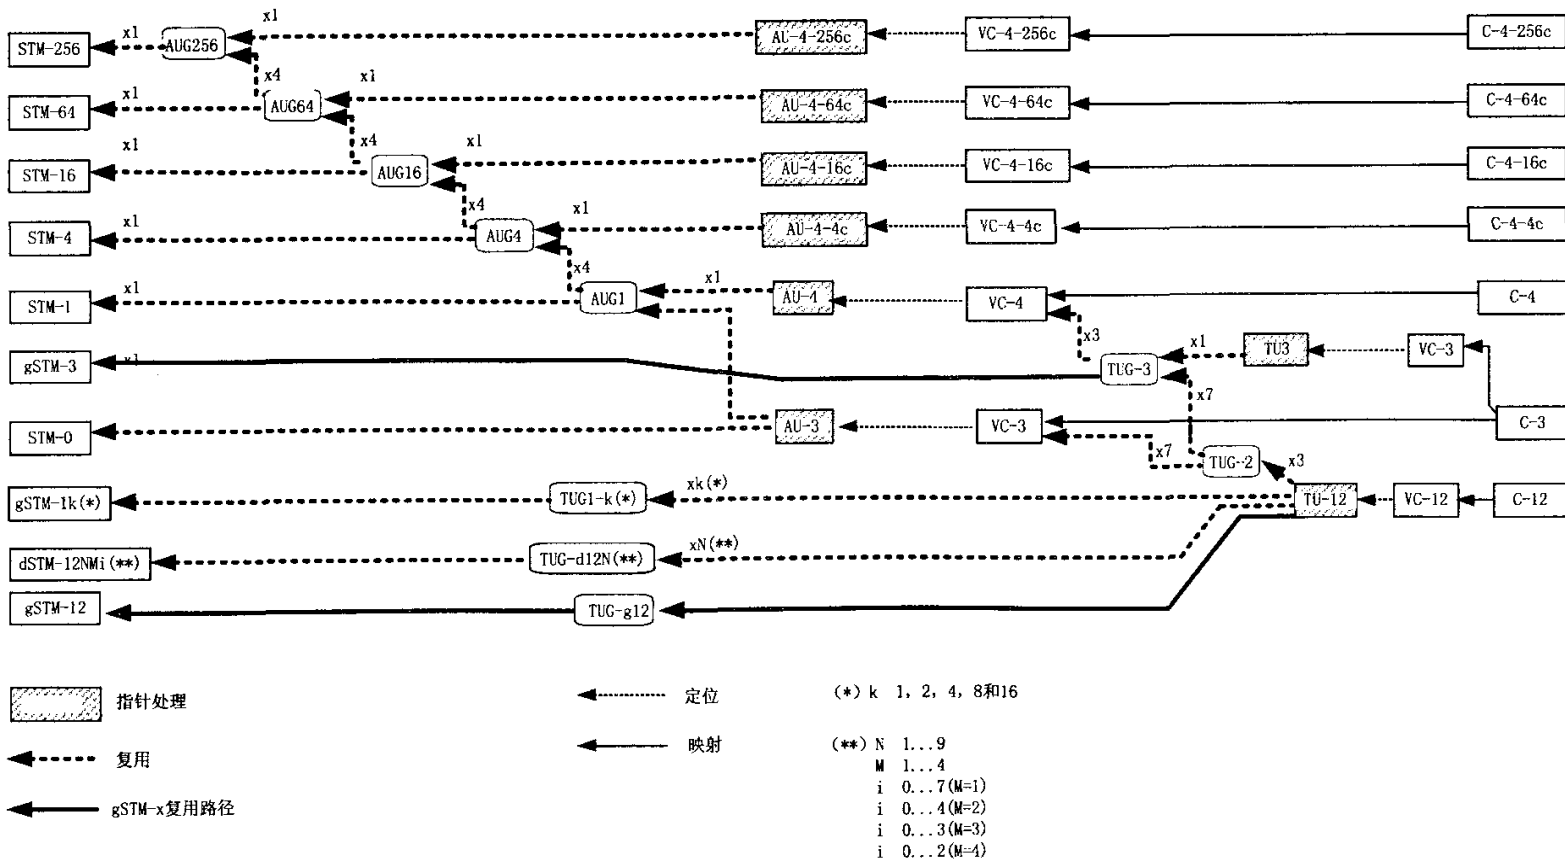 x1
STM-256 x1 AUG256 AU-4-256c VC-4-256c C-4-256c
x4 x1
STM-64 x1 AUG64 AU-4-64c VC-4-64c C-4-64c
x4 x1
STM-16 x1 AUG16 AU-4-16c VC-4-16c C-4-16c
x4 x1
STM-4 x1 AUG4 AU-4-4c VC-4-4c C-4-4c
x4 x1
STM-1 x1 AUG1 AU-4 VC-4 C-4
x3 x1 TU3 VC-3
gSTM-3 x1 TUG-3
x7
STM-0 AU-3 VC-3 C-3
x7 TUG-2 x3
gSTM-1k(*) TUG1-k(*) xk(*) TU-12 VC-12 C-12
dSTM-12NMi(**) TUG-d12N(**) xN(**)
gSTM-12 TUG-g12
指针处理 定位 (*) k 1, 2, 4, 8和16
复用 映射 (**) N 1...9
M 1...4
i 0...7(M=1)
gSTM-x复用路径 i 0...4(M=2)
i 0...3(M=3)
i 0...2(M=4)